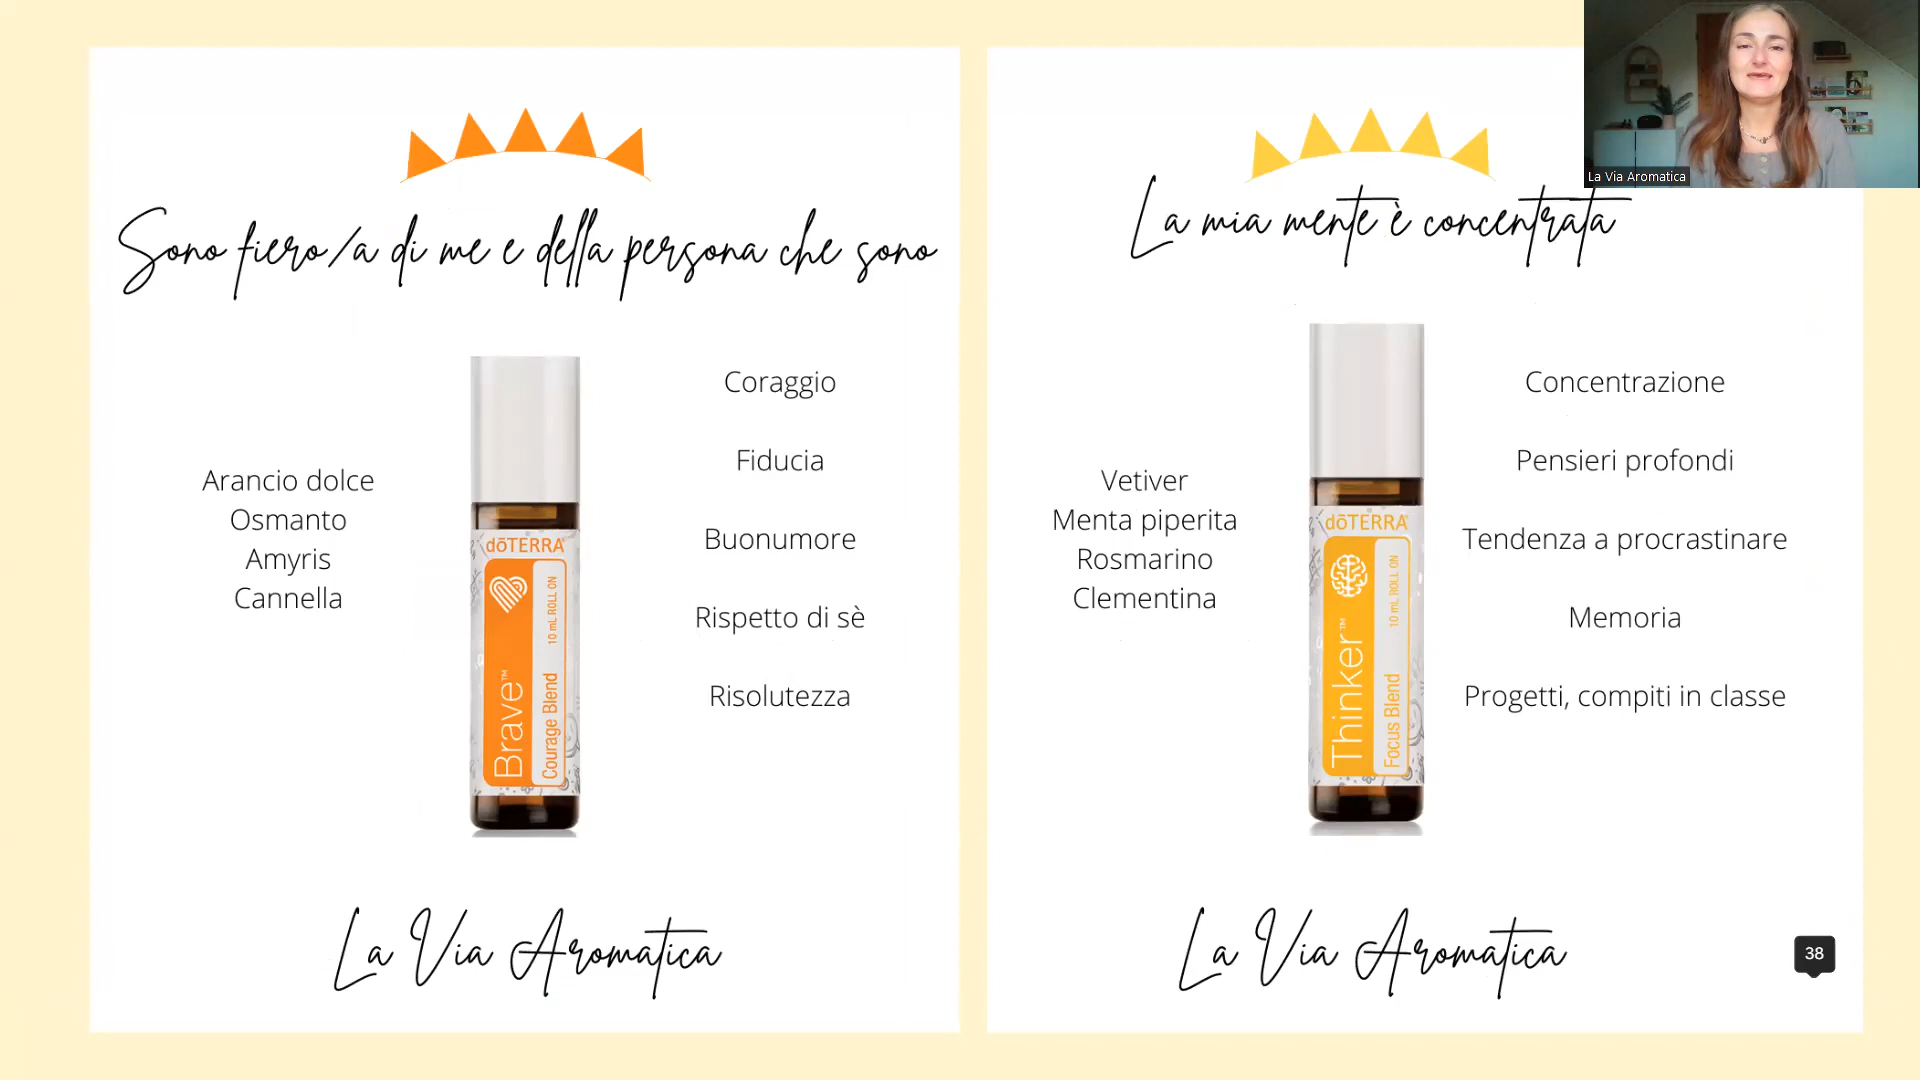 Sono fiero/a di me e della persona che sono
Arancio dolce
Osmanto
Amyris
Cannella
dōTERRA®
Brave™
Courage Blend
10 mL ROLL ON
Coraggio
Fiducia
Buonumore
Rispetto di sè
Risolutezza
La Via Aromatica
La mia mente è concentrata
Vetiver
Menta piperita
Rosmarino
Clementina
dōTERRA®
Thinker™
Focus Blend
10 mL ROLL ON
Concentrazione
Pensieri profondi
Tendenza a procrastinare
Memoria
Progetti, compiti in classe
La Via Aromatica
La Via Aromatica
38